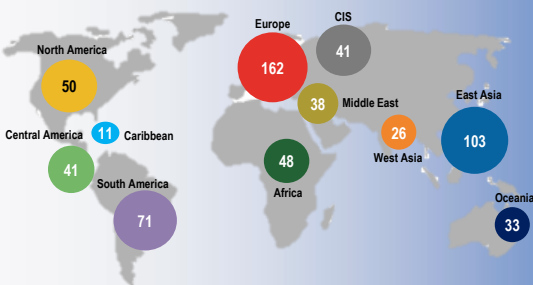 Europe
162
CIS
41
North America
50
38
Middle East
East Asia
103
Central America
41
11
Caribbean
26
West Asia
48
Africa
South America
71
Oceania
33